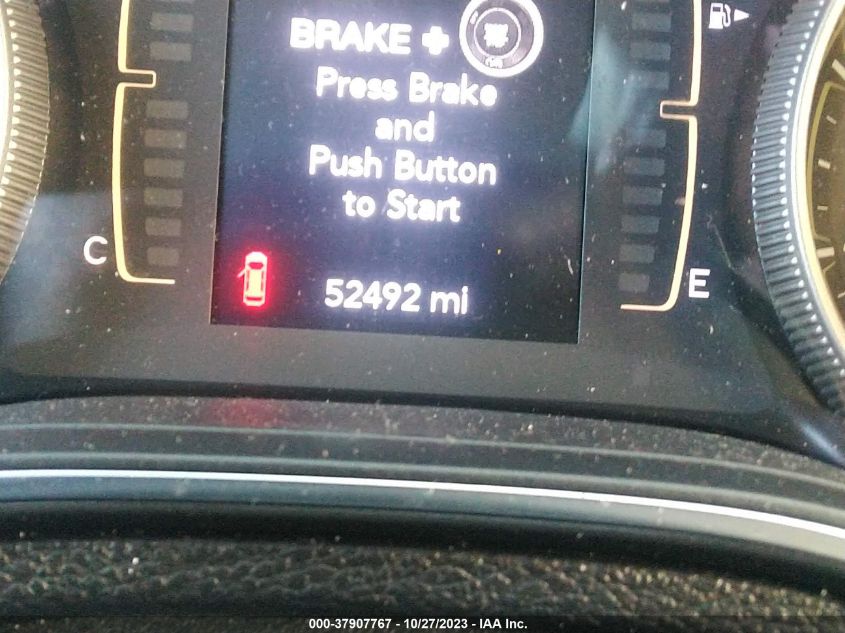 BRAKE +
Press Brake
and
Push Button
to Start
C
E
52492 mi
000-37907767 - 10/27/2023 - IAA Inc.